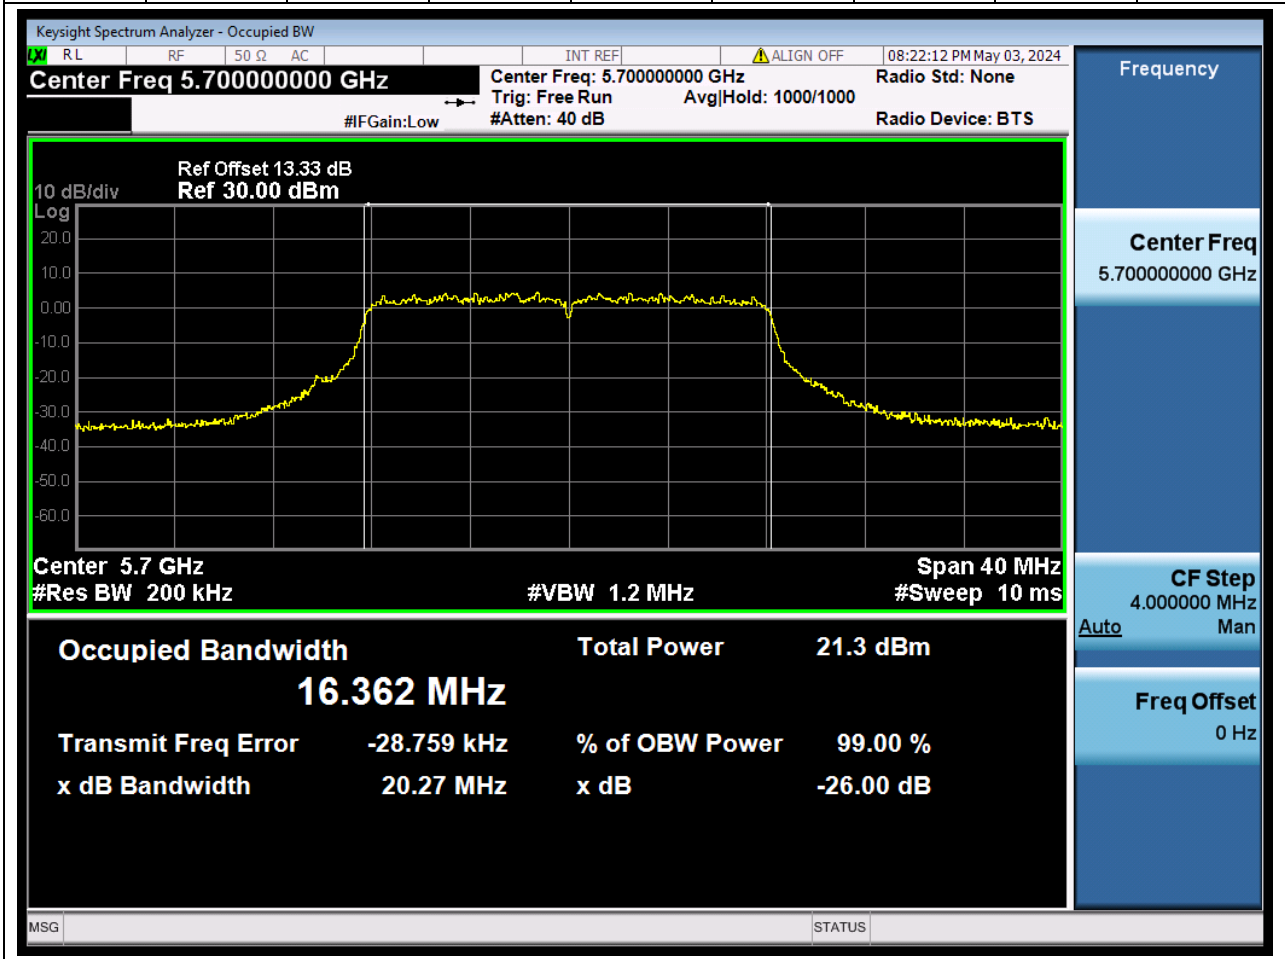 Keysight Spectrum Analyzer - Occupied BW
LXI RL RF 50 Ω AC INT REF ALIGN OFF 08:22:12 PM May 03, 2024
Center Freq 5.700000000 GHz
Center Freq: 5.700000000 GHz
Radio Std: None
Trig: Free Run Avg|Hold: 1000/1000
#IFGain:Low
#Atten: 40 dB
Radio Device: BTS
Ref Offset 13.33 dB
10 dB/div Ref 30.00 dBm
Log
20.0
10.0
0.00
-10.0
-20.0
-30.0
-40.0
-50.0
-60.0
Center 5.7 GHz Span 40 MHz
#Res BW 200 kHz #VBW 1.2 MHz #Sweep 10 ms
Occupied Bandwidth Total Power 21.3 dBm
16.362 MHz
Transmit Freq Error -28.759 kHz % of OBW Power 99.00 %
x dB Bandwidth 20.27 MHz x dB -26.00 dB
Frequency
Center Freq
5.700000000 GHz
CF Step
4.000000 MHz
Auto Man
Freq Offset
0 Hz
MSG STATUS